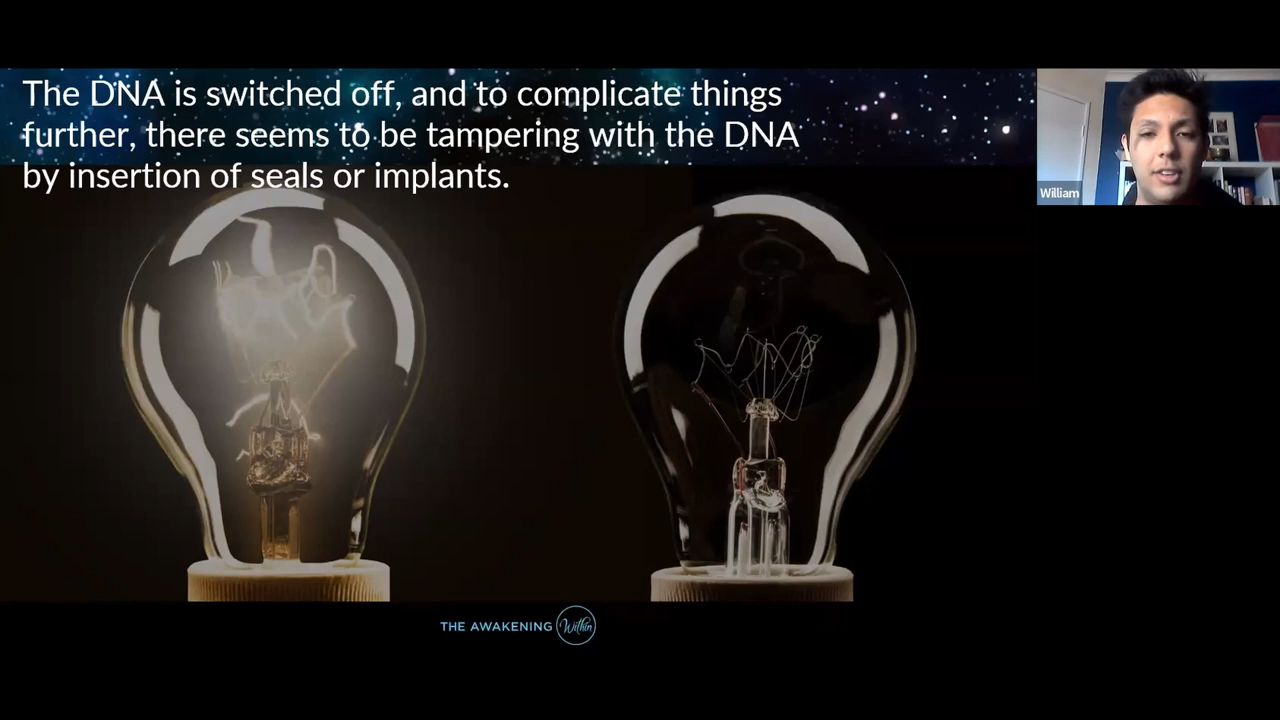 The DNA is switched off, and to complicate things
further, there seems to be tampering with the DNA
by insertion of seals or implants.
William
THE AWAKENING Within